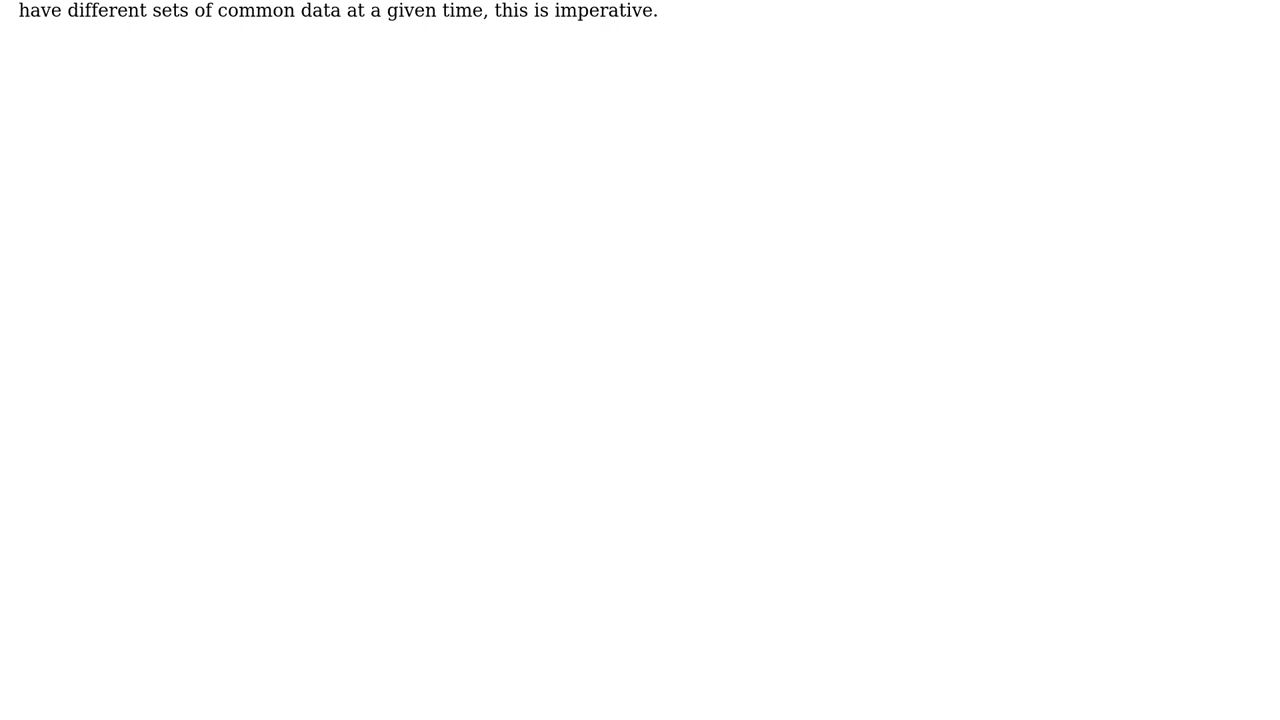 have different sets of common data at a given time, this is imperative.